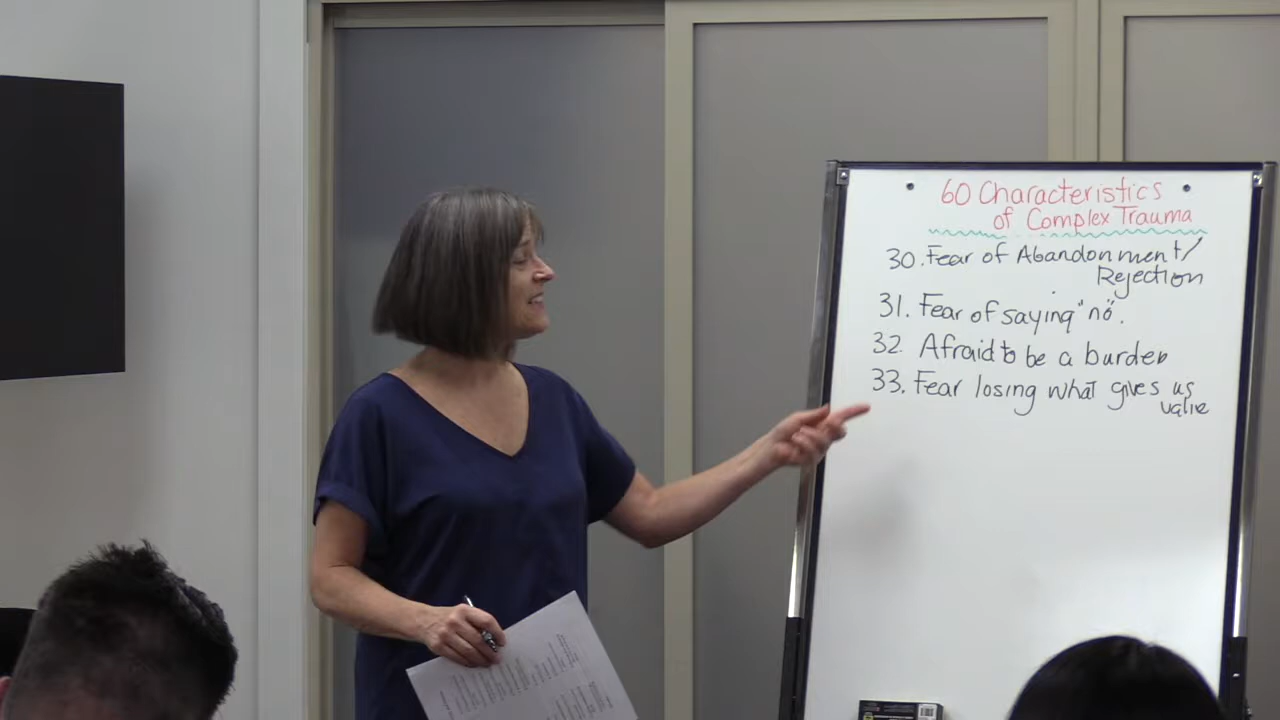 60 Characteristics
of Complex Trauma
30. Fear of Abandonment/
Rejection
31. Fear of saying "no".
32. Afraid to be a burden
33. Fear losing what gives us
value